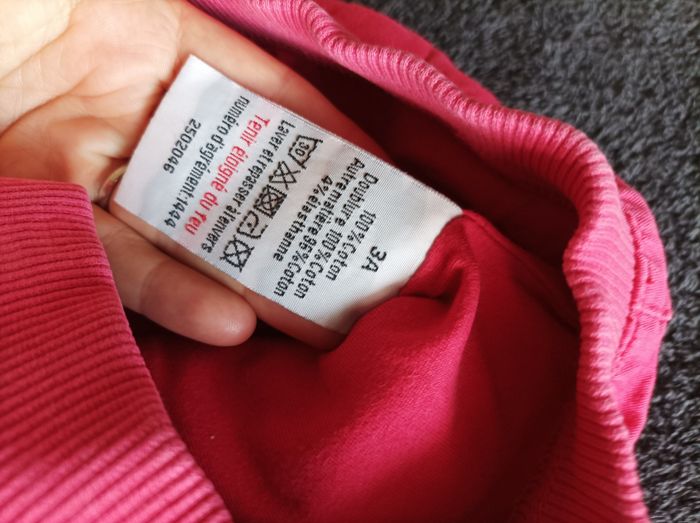 3A
100%Coton
Doublure 100%Coton
Autre matière 96%Coton
4% élasthanne
30
Laver et repasser à l'envers
Tenir éloigné du feu
numéro d'agrément:1444
2502046